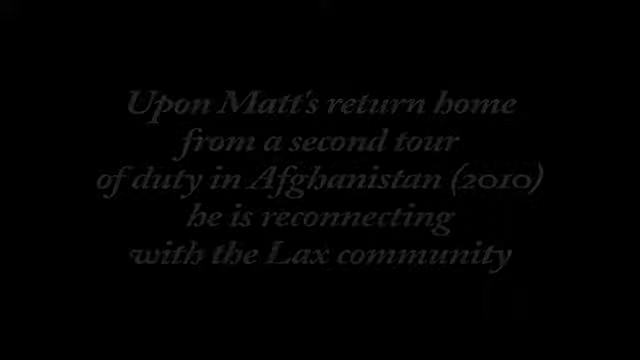 Upon Matt's return home
from a second tour
of duty in Afghanistan (2010)
he is reconnecting
with the Lax community